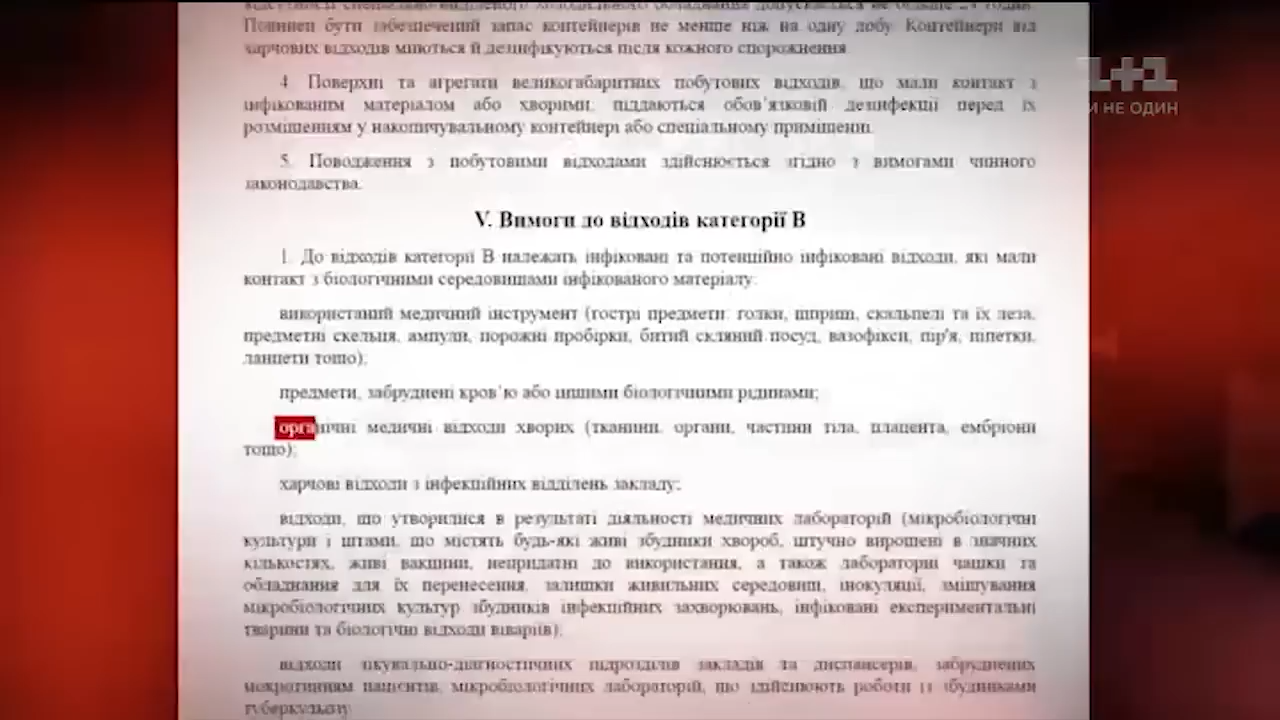 Повинен бути забезпечений запас контейнерів не менше ніж на одну добу. Контейнери від
харчових відходів миються й дезінфікуються після кожного спорожнення.
4. Поверхні та агрегати великогабаритних побутових відходів, що мали контакт з
інфікованим матеріалом або хворими, піддаються обов'язковій дезінфекції перед їх
розміщенням у накопичувальному контейнері або спеціальному приміщенні.
5. Поводження з побутовими відходами здійснюється згідно з вимогами чинного
законодавства.
V. Вимоги до відходів категорії В
1. До відходів категорії В належать інфіковані та потенційно інфіковані відходи, які мали
контакт з біологічними середовищами інфікованого матеріалу:
використаний медичний інструмент (гострі предмети: голки, шприци, скальпелі та їх леза,
предметні скельця, ампули, порожні пробірки, битий скляний посуд, вазофікси, пір'я, піпетки,
ланцети тощо);
предмети, забруднені кров'ю або іншими біологічними рідинами;
органічні медичні відходи хворих (тканини, органи, частини тіла, плацента, ембріони
тощо);
харчові відходи з інфекційних відділень закладу;
відходи, що утворилися в результаті діяльності медичних лабораторій (мікробіологічні
культури і штами, що містять будь-які живі збудники хвороб, штучно вирощені в значних
кількостях, живі вакцини, непридатні до використання, а також лабораторні чашки та
обладнання для їх перенесення, залишки живильних середовищ, інокуляції, змішування
мікробіологічних культур збудників інфекційних захворювань, інфіковані експериментальні
тварини та біологічні відходи віваріїв);
відходи лікувально-діагностичних підрозділів закладів та диспансерів, забруднених
мокротинням пацієнтів, мікробіологічних лабораторій, що здійснюють роботи із збудниками
туберкульозу
1+1
И НЕ ОДИН